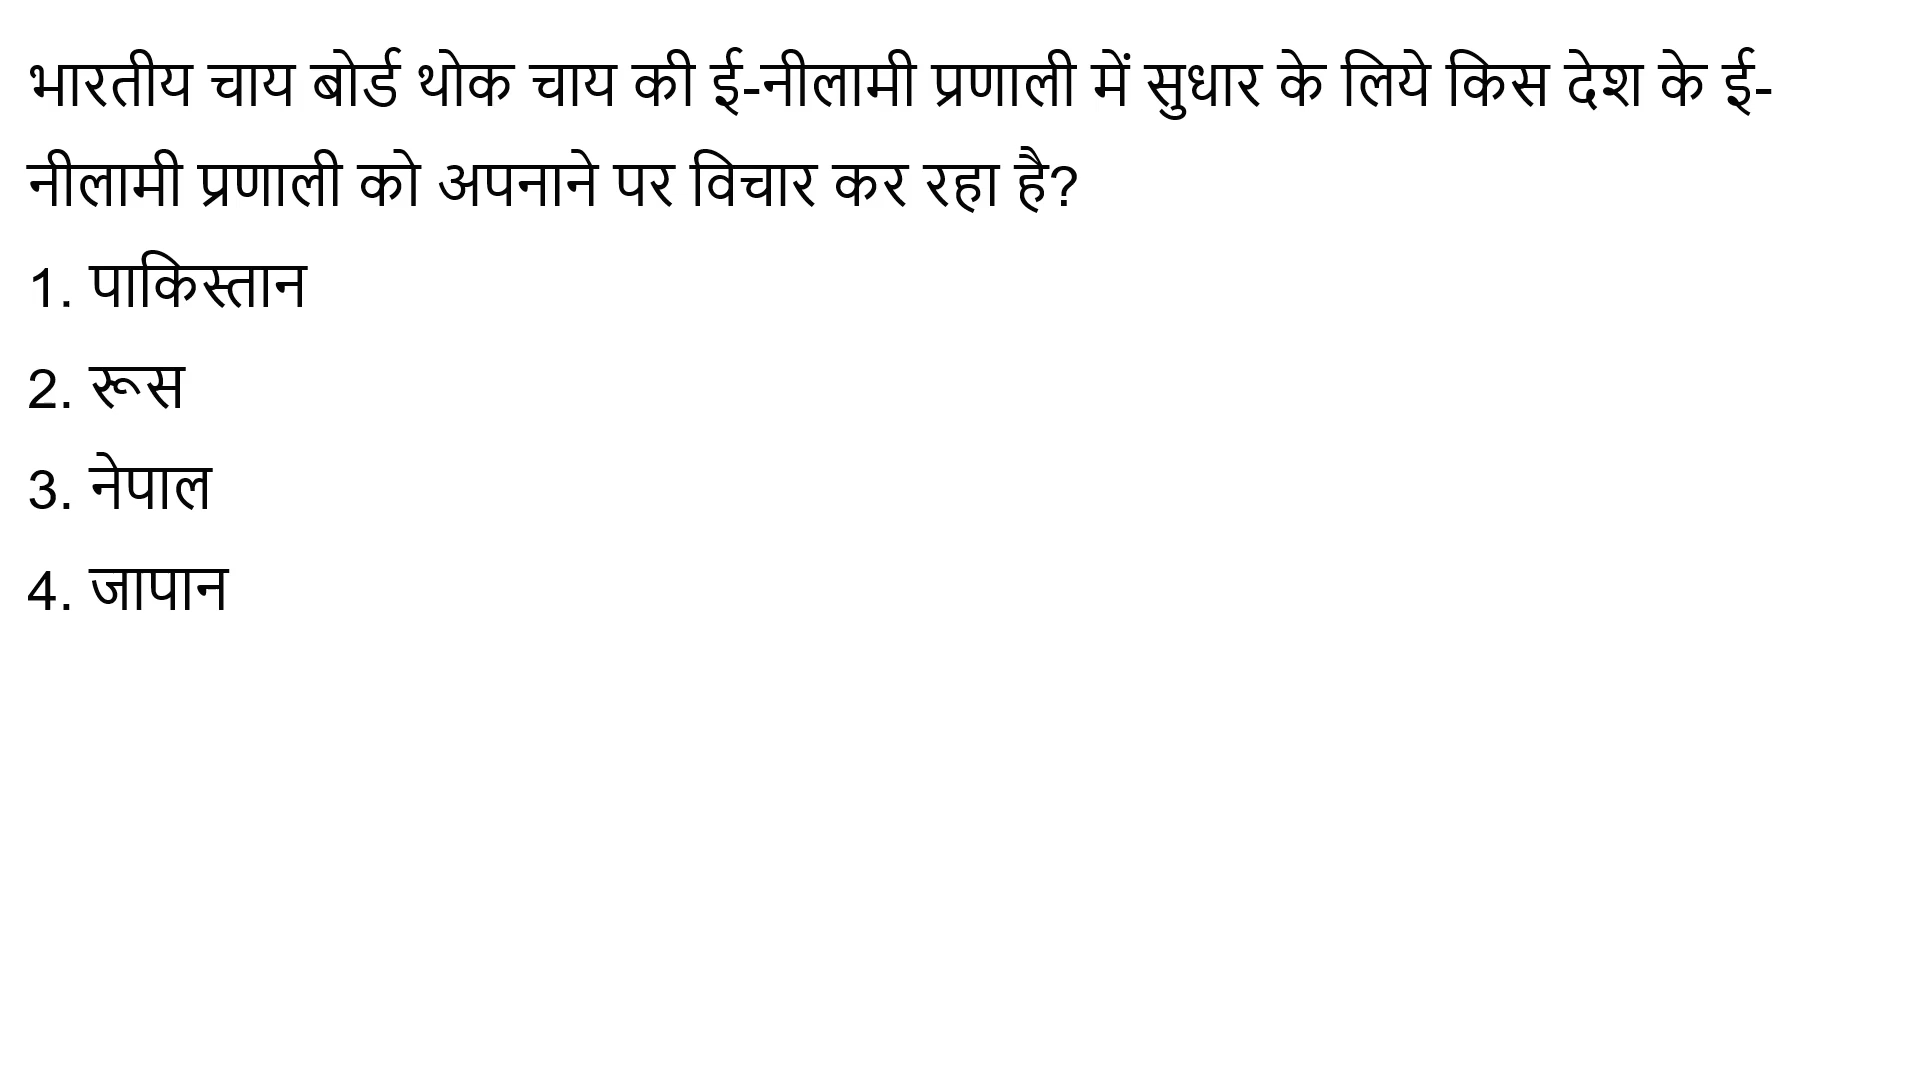 भारतीय चाय बोर्ड थोक चाय की ई-नीलामी प्रणाली में सुधार के लिये किस देश के ई-
नीलामी प्रणाली को अपनाने पर विचार कर रहा है?
1. पाकिस्तान
2. रूस
3. नेपाल
4. जापान